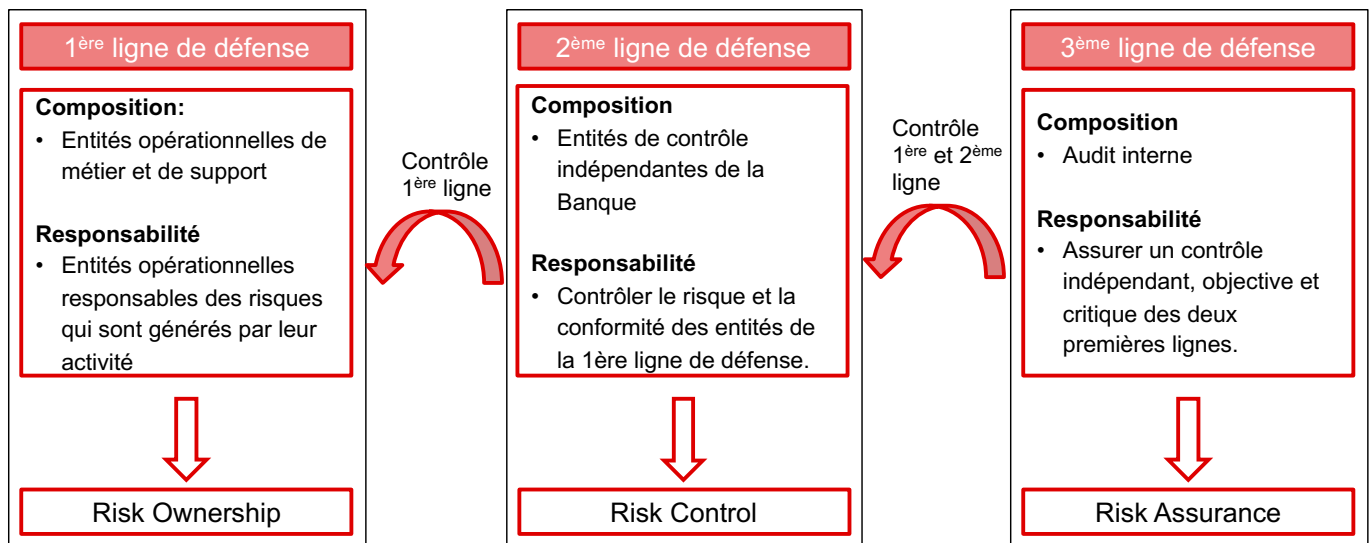 1ère ligne de défense
Composition:
• Entités opérationnelles de
métier et de support
Responsabilité
• Entités opérationnelles
responsables des risques
qui sont générés par leur
activité
Risk Ownership
Contrôle
1ère ligne
2ème ligne de défense
Composition
• Entités de contrôle
indépendantes de la
Banque
Responsabilité
• Contrôler le risque et la
conformité des entités de
la 1ère ligne de défense.
Risk Control
Contrôle
1ère et 2ème
ligne
3ème ligne de défense
Composition
• Audit interne
Responsabilité
• Assurer un contrôle
indépendant, objective et
critique des deux
premières lignes.
Risk Assurance